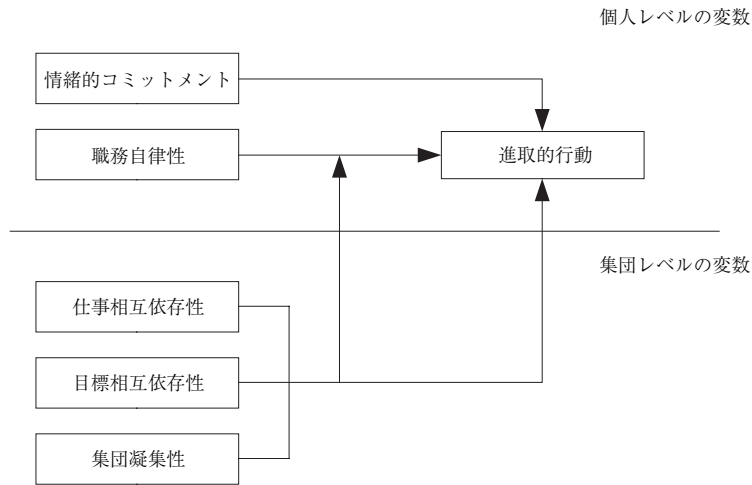 個人レベルの変数
情緒的コミットメント
職務自律性
進取的行動
集団レベルの変数
仕事相互依存性
目標相互依存性
集団凝集性